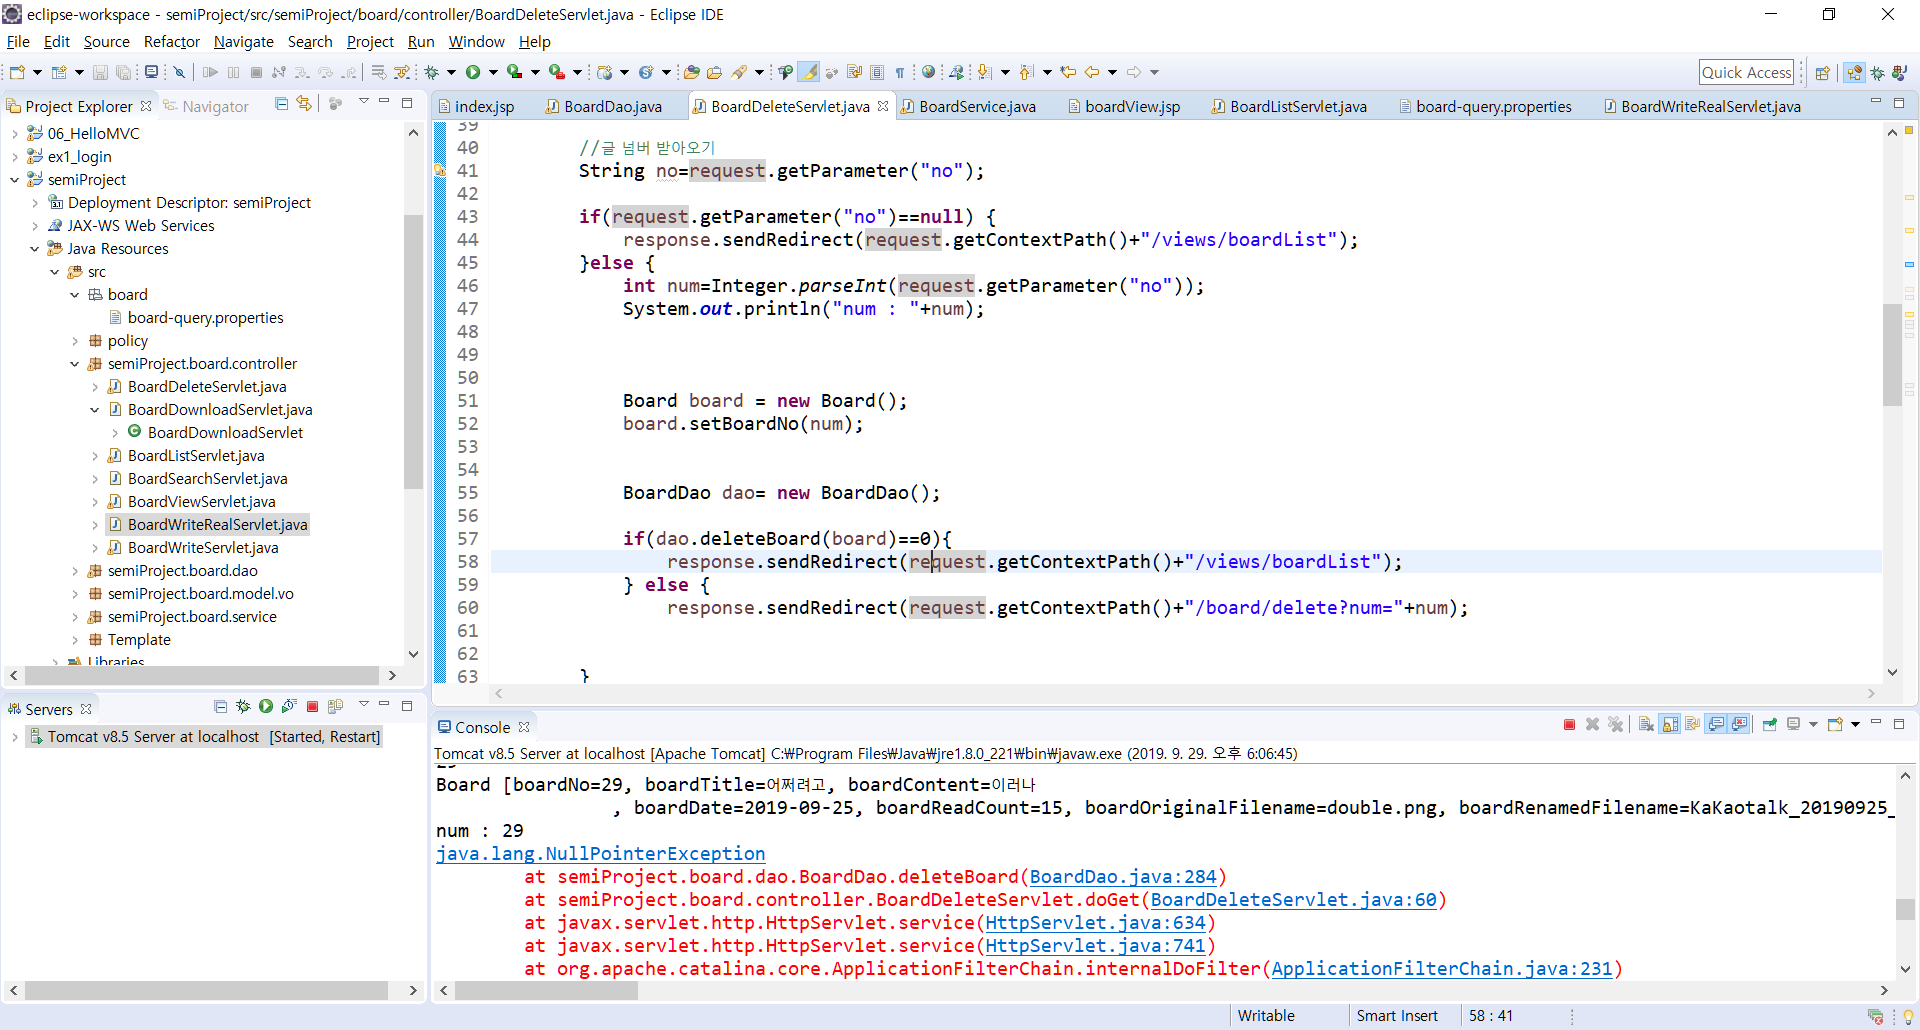 eclipse-workspace - semiProject/src/semiProject/board/controller/BoardDeleteServlet.java - Eclipse IDE
File Edit Source Refactor Navigate Search Project Run Window Help
Quick Access
Project Explorer Navigator
06_HelloMVC
ex1_login
semiProject
Deployment Descriptor: semiProject
JAX-WS Web Services
Java Resources
src
board
board-query.properties
policy
semiProject.board.controller
BoardDeleteServlet.java
BoardDownloadServlet.java
BoardDownloadServlet
BoardListServlet.java
BoardSearchServlet.java
BoardViewServlet.java
BoardWriteRealServlet.java
BoardWriteServlet.java
semiProject.board.dao
semiProject.board.model.vo
semiProject.board.service
Template
Libraries
Servers
Tomcat v8.5 Server at localhost [Started, Restart]
index.jsp BoardDao.java BoardDeleteServlet.java BoardService.java boardView.jsp BoardListServlet.java board-query.properties BoardWriteRealServlet.java
39
40 //글 넘버 받아오기
41 String no=request.getParameter("no");
42
43 if(request.getParameter("no")==null) {
44 response.sendRedirect(request.getContextPath()+"/views/boardList");
45 }else {
46 int num=Integer.parseInt(request.getParameter("no"));
47 System.out.println("num : "+num);
48
49
50
51 Board board = new Board();
52 board.setBoardNo(num);
53
54
55 BoardDao dao= new BoardDao();
56
57 if(dao.deleteBoard(board)==0){
58 response.sendRedirect(request.getContextPath()+"/views/boardList");
59 } else {
60 response.sendRedirect(request.getContextPath()+"/board/delete?num="+num);
61
62
63 }
Console
Tomcat v8.5 Server at localhost [Apache Tomcat] C:₩Program Files₩Java₩jre1.8.0_221₩bin₩javaw.exe (2019. 9. 29. 오후 6:06:45)
29
Board [boardNo=29, boardTitle=어쩌려고, boardContent=이러나
, boardDate=2019-09-25, boardReadCount=15, boardOriginalFilename=double.png, boardRenamedFilename=KaKaotalk_20190925_
num : 29
java.lang.NullPointerException
at semiProject.board.dao.BoardDao.deleteBoard(BoardDao.java:284)
at semiProject.board.controller.BoardDeleteServlet.doGet(BoardDeleteServlet.java:60)
at javax.servlet.http.HttpServlet.service(HttpServlet.java:634)
at javax.servlet.http.HttpServlet.service(HttpServlet.java:741)
at org.apache.catalina.core.ApplicationFilterChain.internalDoFilter(ApplicationFilterChain.java:231)
Writable Smart Insert 58 : 41